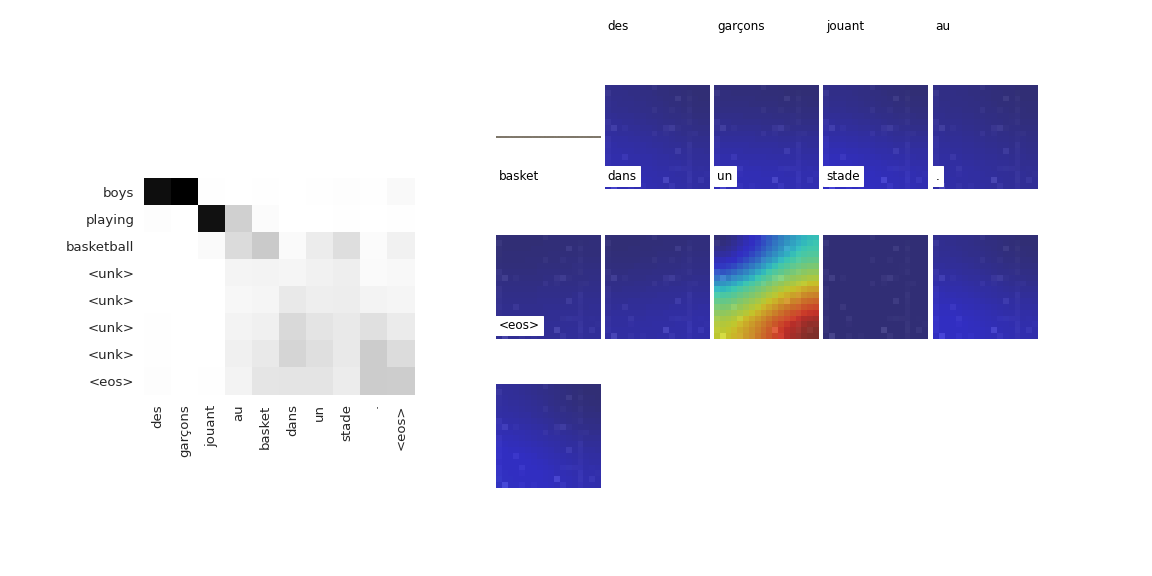 des garçons jouant au
basket dans un stade .
<eos>
boys
playing
basketball
<unk>
<unk>
<unk>
<unk>
<eos>
des garçons jouant au basket dans un stade . <eos>